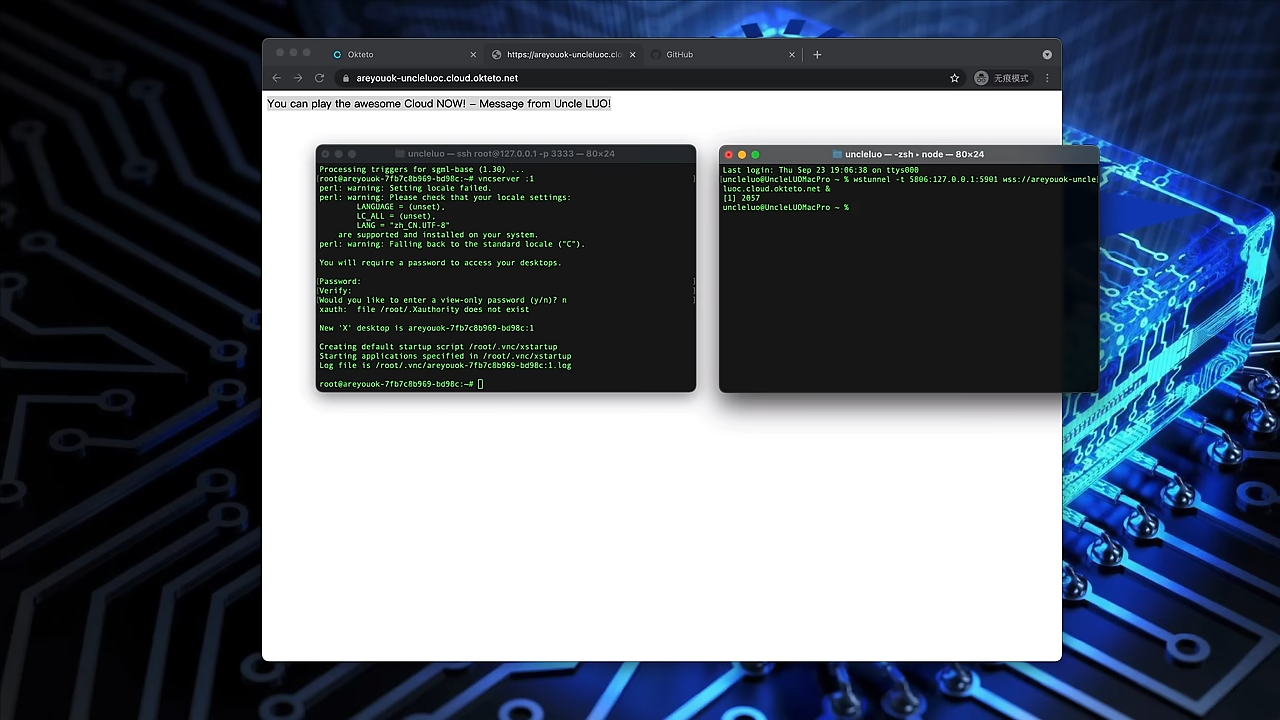 Okteto
https://areyouok-uncleluoc.clo
GitHub
areyouok-uncleluoc.cloud.okteto.net
无痕模式
You can play the awesome Cloud NOW! - Message from Uncle LUO!
uncleluo — ssh root@127.0.0.1 -p 3333 — 80×24
Processing triggers for sgml-base (1.30) ...
[root@areyouok-7fb7c8b969-bd98c:~# vncserver :1 ]
perl: warning: Setting locale failed.
perl: warning: Please check that your locale settings:
LANGUAGE = (unset),
LC_ALL = (unset),
LANG = "zh_CN.UTF-8"
are supported and installed on your system.
perl: warning: Falling back to the standard locale ("C").
You will require a password to access your desktops.
[Password: ]
[Verify: ]
[Would you like to enter a view-only password (y/n)? n ]
xauth:  file /root/.Xauthority does not exist
New 'X' desktop is areyouok-7fb7c8b969-bd98c:1
Creating default startup script /root/.vnc/xstartup
Starting applications specified in /root/.vnc/xstartup
Log file is /root/.vnc/areyouok-7fb7c8b969-bd98c:1.log
root@areyouok-7fb7c8b969-bd98c:~#
uncleluo — -zsh ▸ node — 80×24
Last login: Thu Sep 23 19:06:38 on ttys000
[uncleluo@UncleLUOMacPro ~ % wstunnel -t 5806:127.0.0.1:5901 wss://areyouok-uncle]
luoc.cloud.okteto.net &
[1] 2057
uncleluo@UncleLUOMacPro ~ %